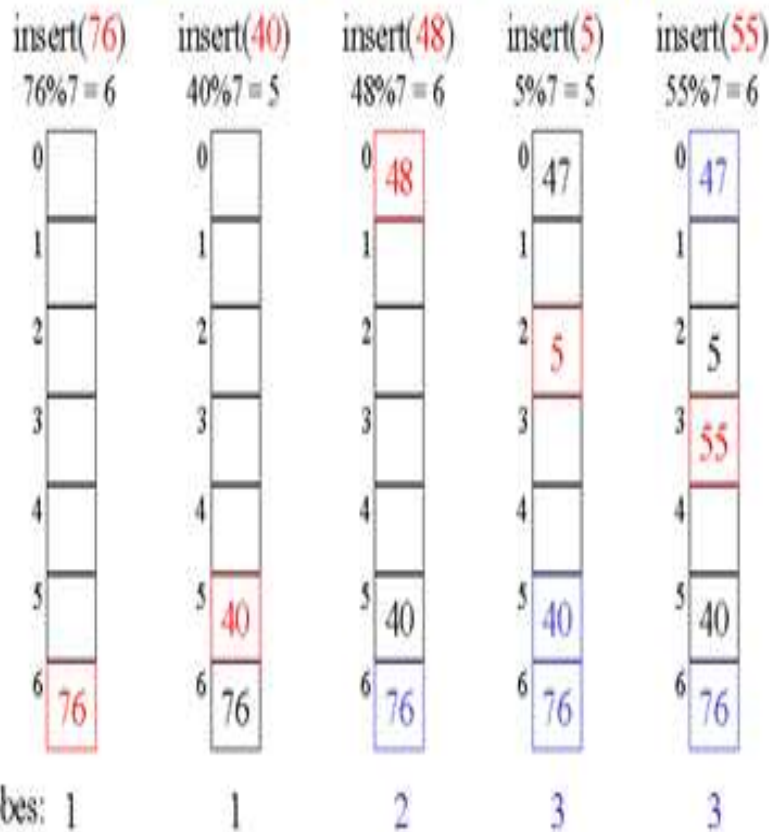 insert(76) insert(40) insert(48) insert(5) insert(55)
76%7 = 6 40%7 = 5 48%7 = 6 5%7 = 5 55%7 = 6
0 0 0 48 0 47 0 47
1 1 1 1 1
2 2 2 2 5 2 5
3 3 3 3 3 55
4 4 4 4 4
5 5 40 5 40 5 40 5 40
6 76 6 76 6 76 6 76 6 76
bes: 1 1 2 3 3